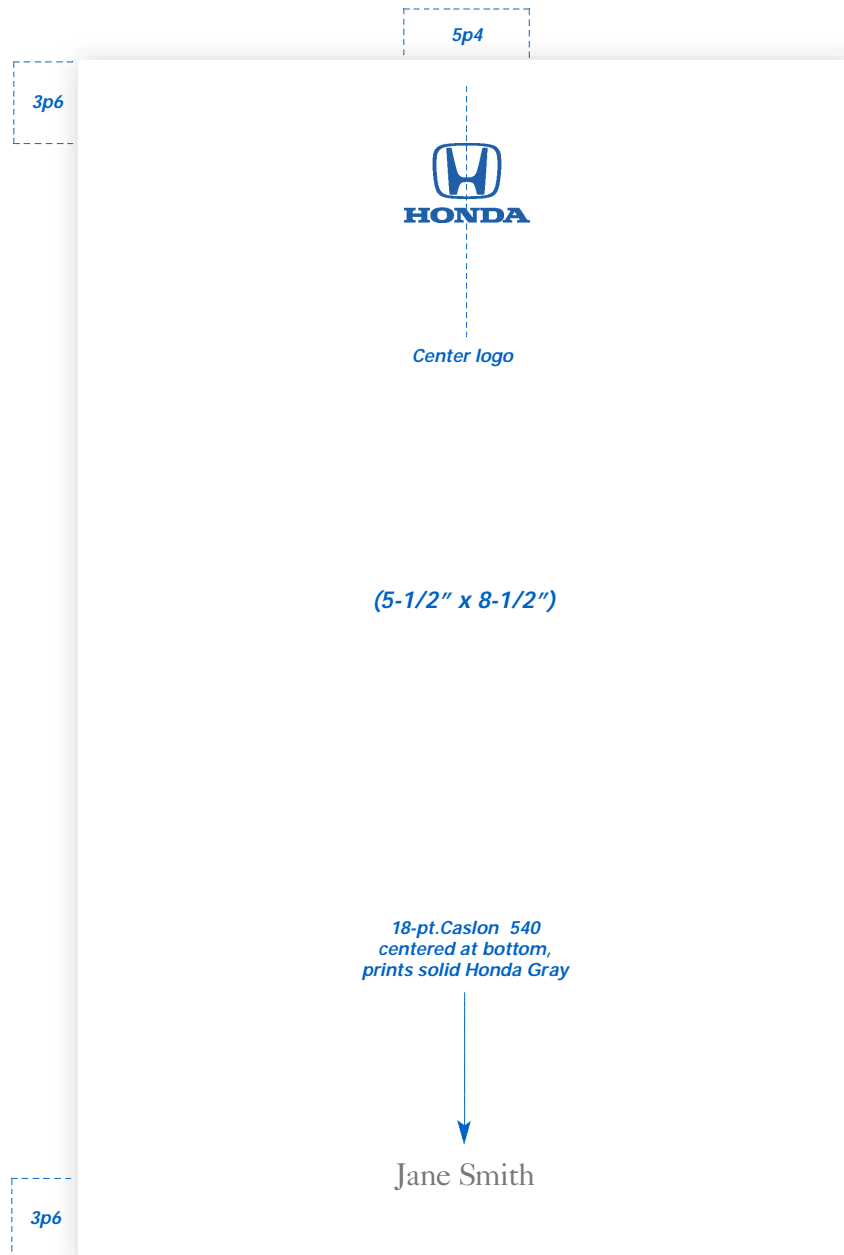 5p4
3p6
HONDA
Center logo
(5-1/2″ x 8-1/2″)
18-pt.Caslon 540
centered at bottom,
prints solid Honda Gray
Jane Smith
3p6